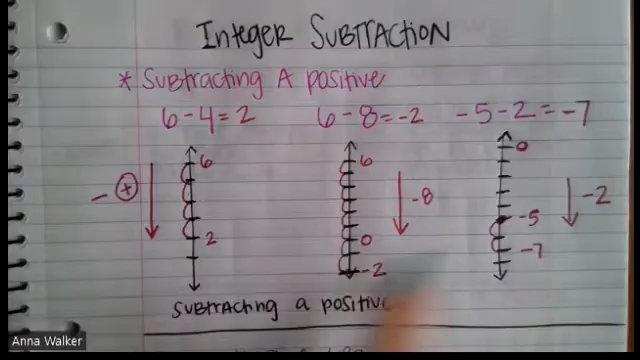 Integer Subtraction
* Subtracting A positive
6 - 4 = 2   6 - 8 = -2   -5 - 2 = -7
6   6   0
- +   -8   -2
-5
2   0   -7
-2
subtracting a positive
Anna Walker